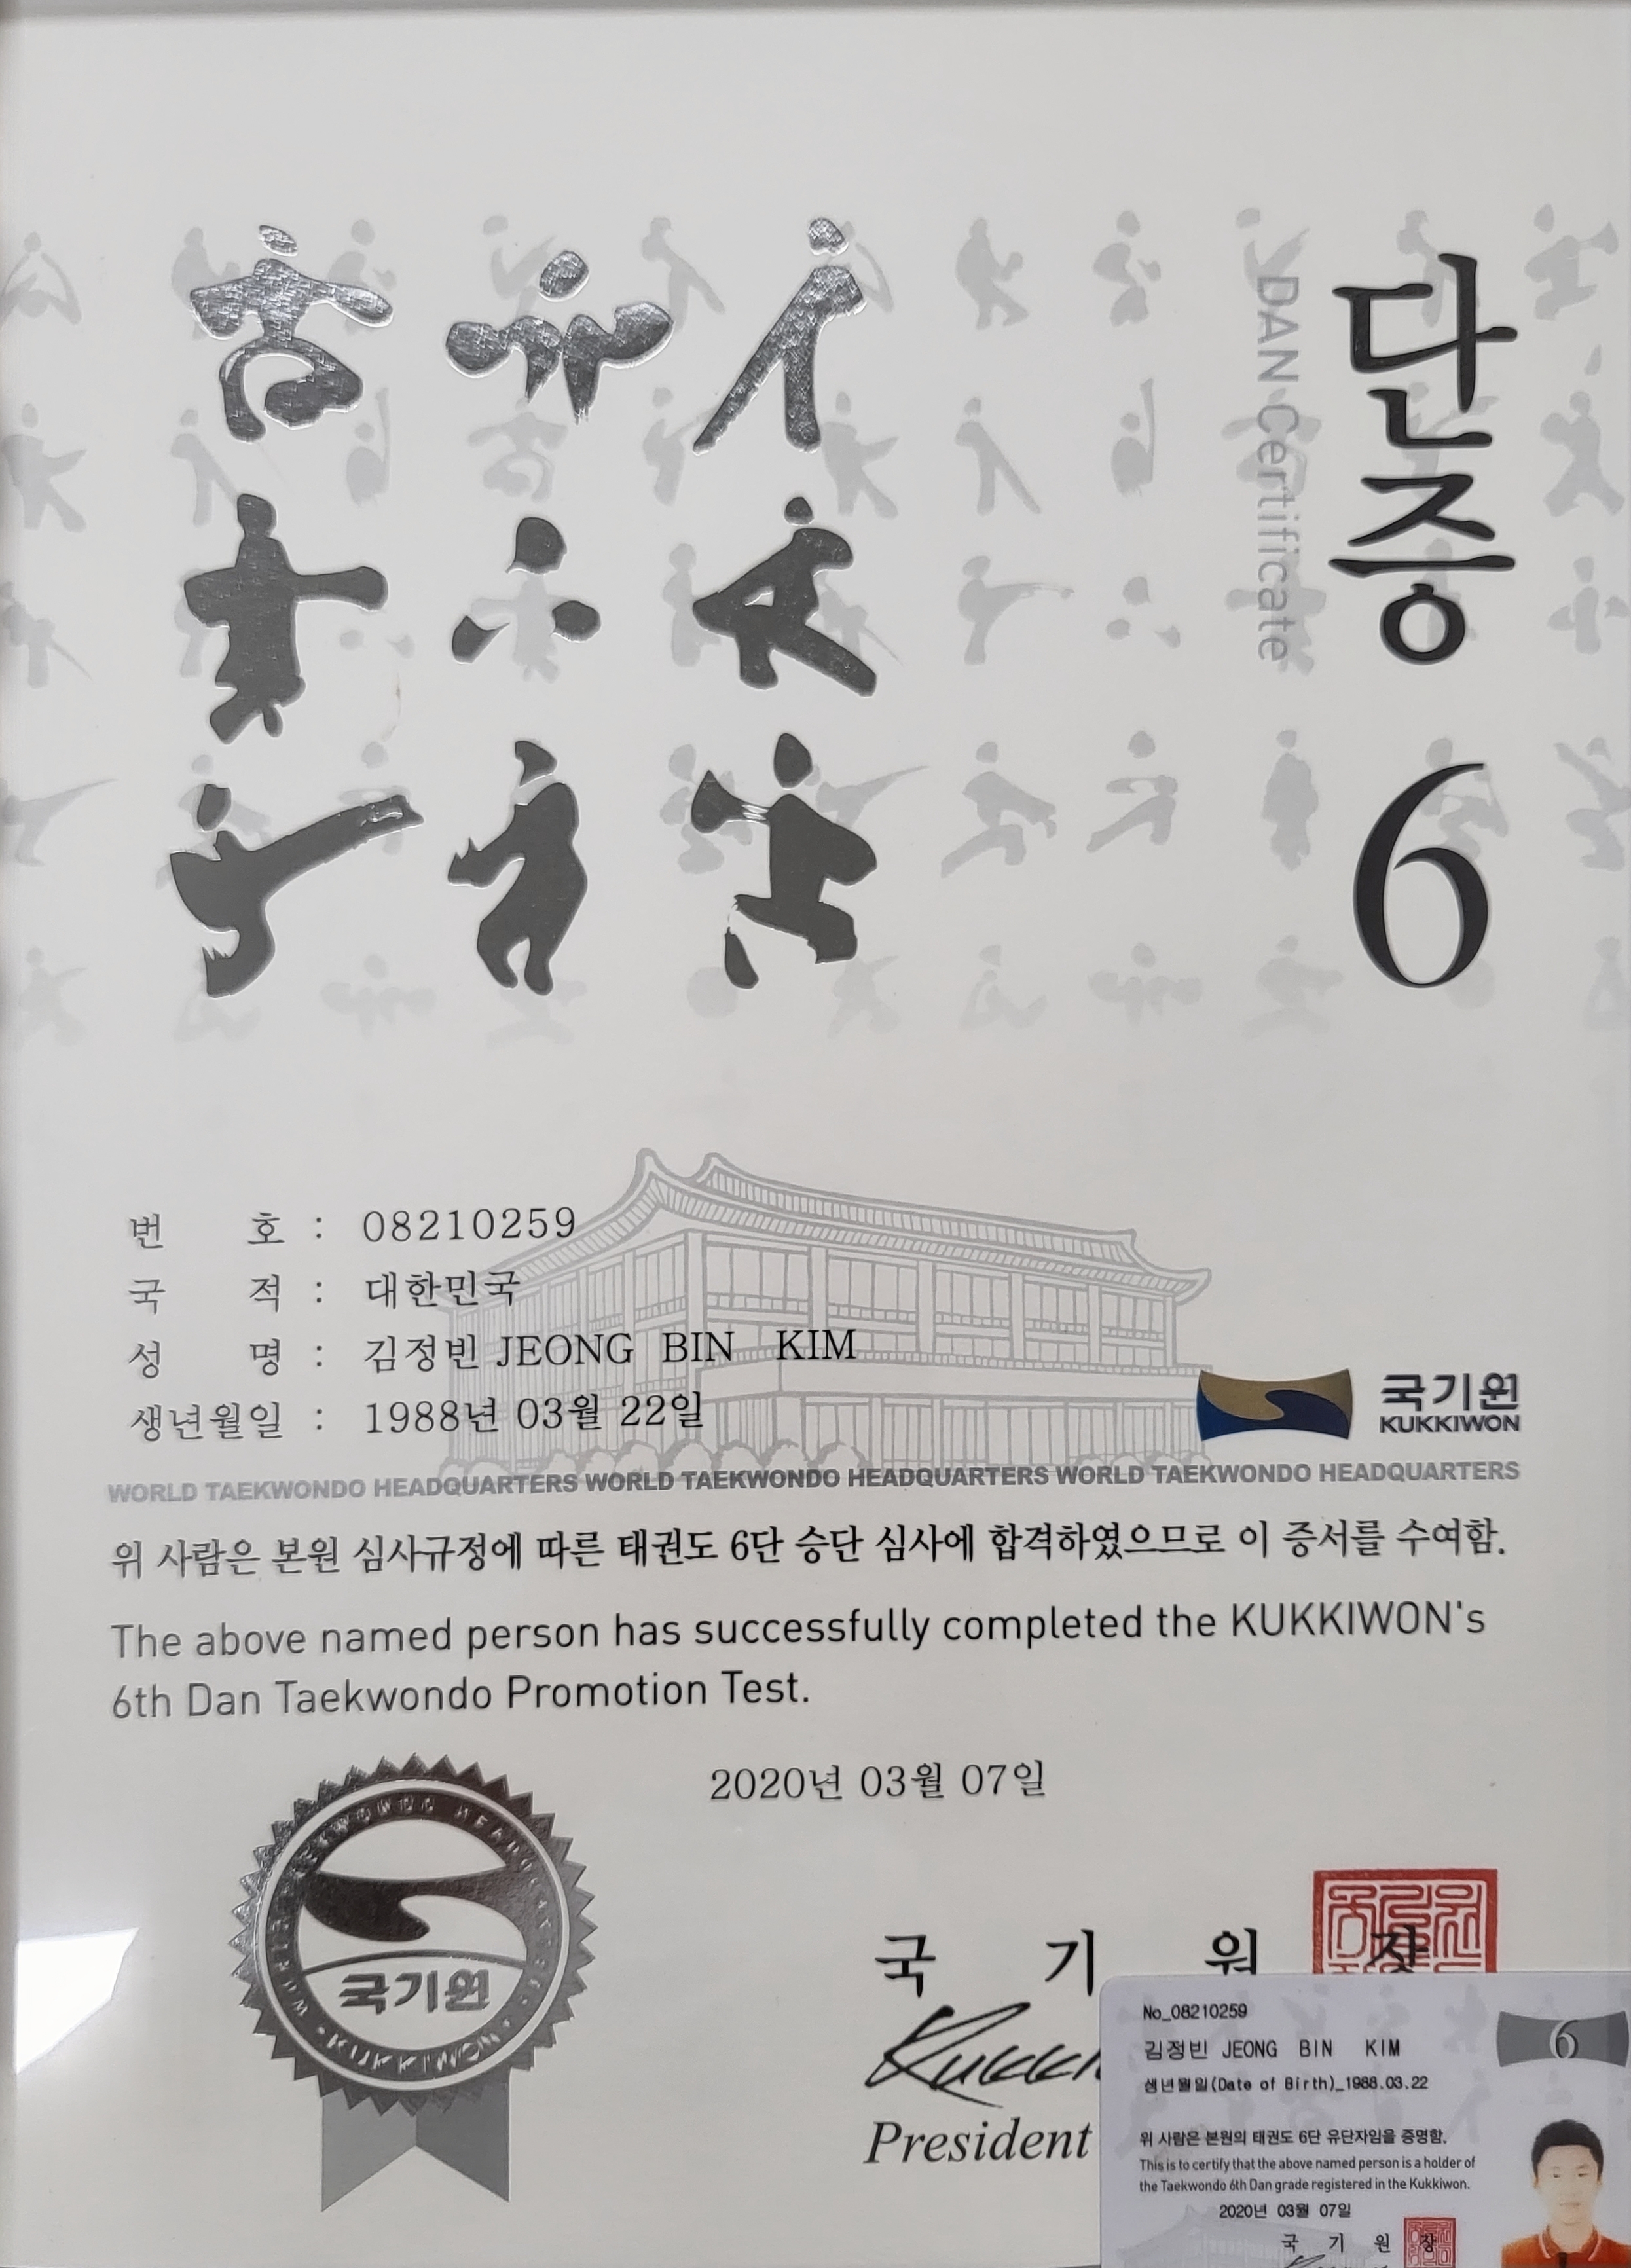 단증 6
DAN Certificate
번 호 : 08210259
국 적 : 대한민국
성 명 : 김정빈 JEONG BIN KIM
생년월일 : 1988년 03월 22일
국기원
KUKKIWON
WORLD TAEKWONDO HEADQUARTERS WORLD TAEKWONDO HEADQUARTERS WORLD TAEKWONDO HEADQUARTERS
위 사람은 본원 심사규정에 따른 태권도 6단 승단 심사에 합격하였으므로 이 증서를 수여함.
The above named person has successfully completed the KUKKIWON's
6th Dan Taekwondo Promotion Test.
2020년 03월 07일
WORLD TAEKWONDO HEADQUARTERS
국기원
• KUKKIWON •
국 기 원 장
President
No_08210259
6
김정빈 JEONG BIN KIM
생년월일(Date of Birth)_1988.03.22
위 사람은 본원의 태권도 6단 유단자임을 증명함.
This is to certify that the above named person is a holder of
the Taekwondo 6th Dan grade registered in the Kukkiwon.
2020년 03월 07일
국 기 원 장